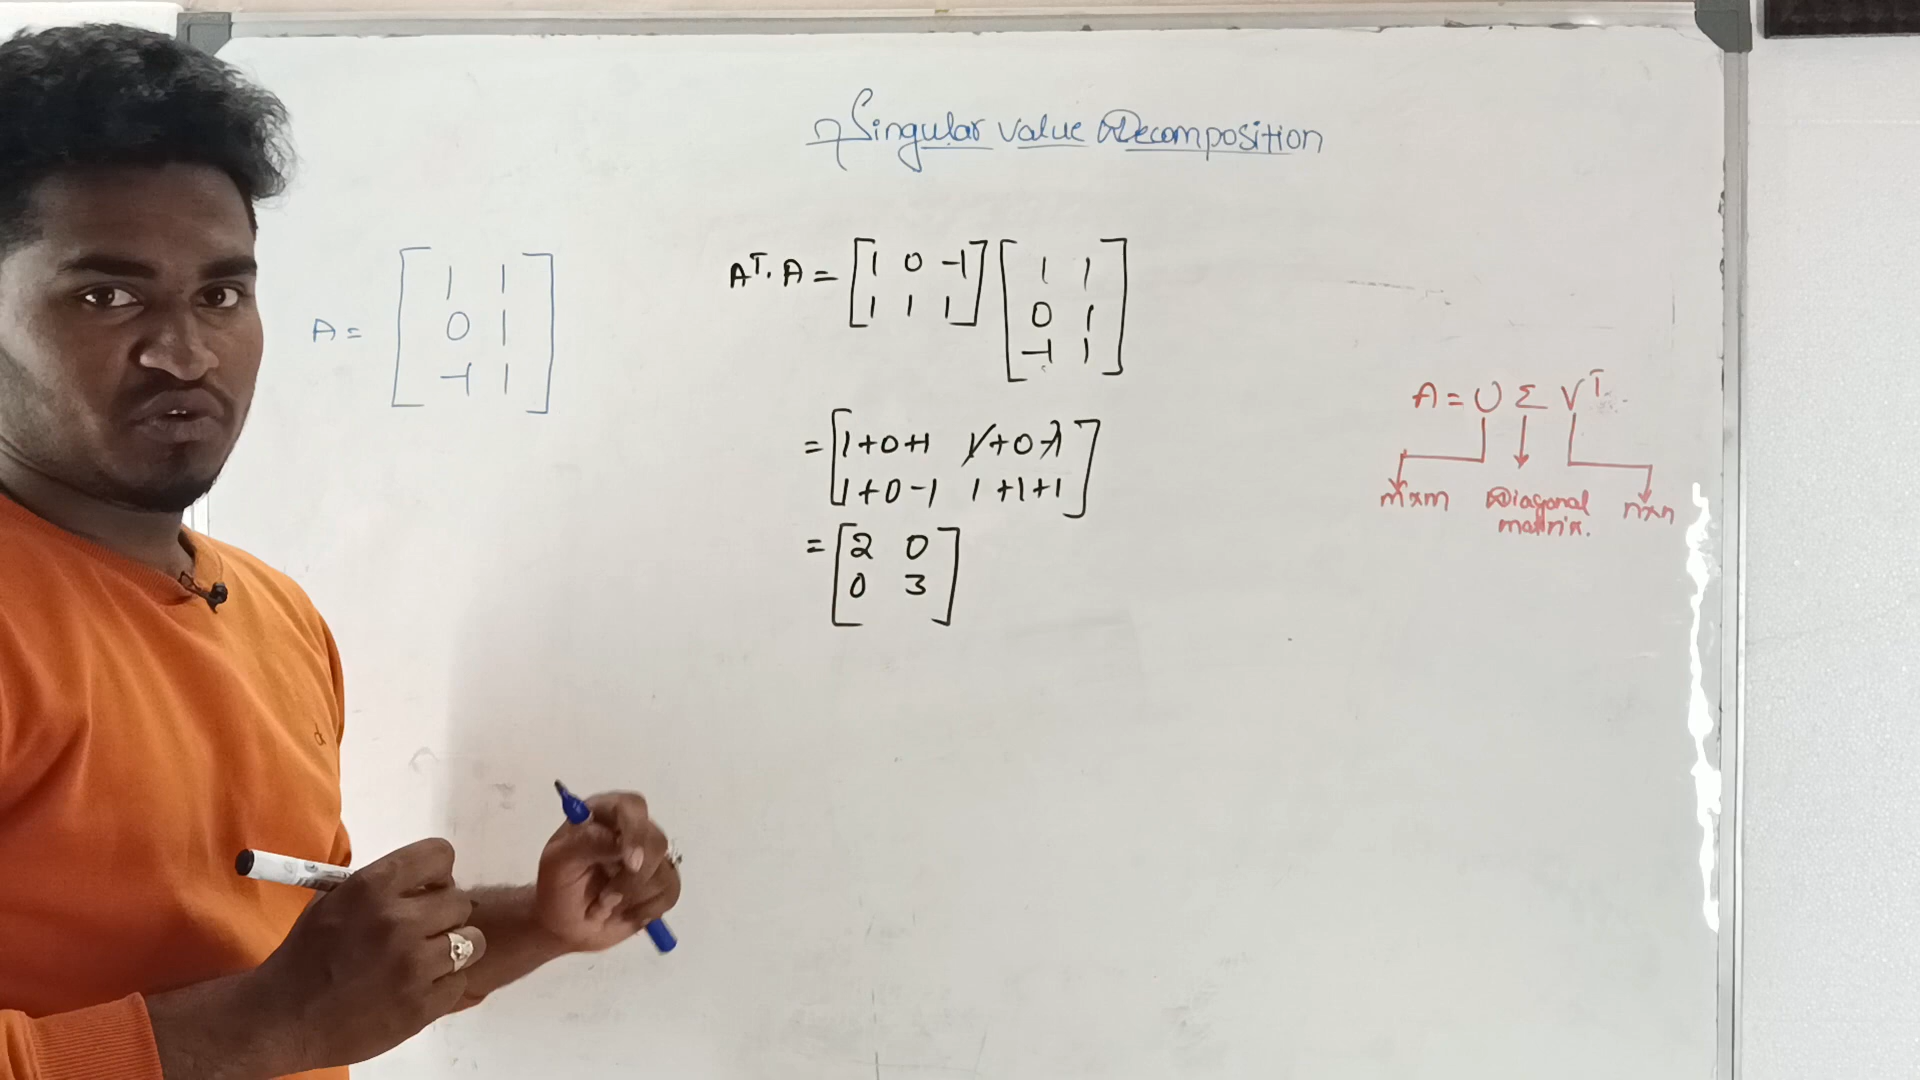 Singular Value Decomposition
A = [ 1 1
0 1
-1 1 ]
Aᵀ. A = [ 1 0 -1 ] [ 1 1
1 1 1 ] 0 1
-1 1 ]
= [ 1+0+1 1+0-1
1+0-1 1+1+1 ]
= [ 2 0
0 3 ]
A = U Σ Vᵀ
m×m Diagonal n×n
matrix.